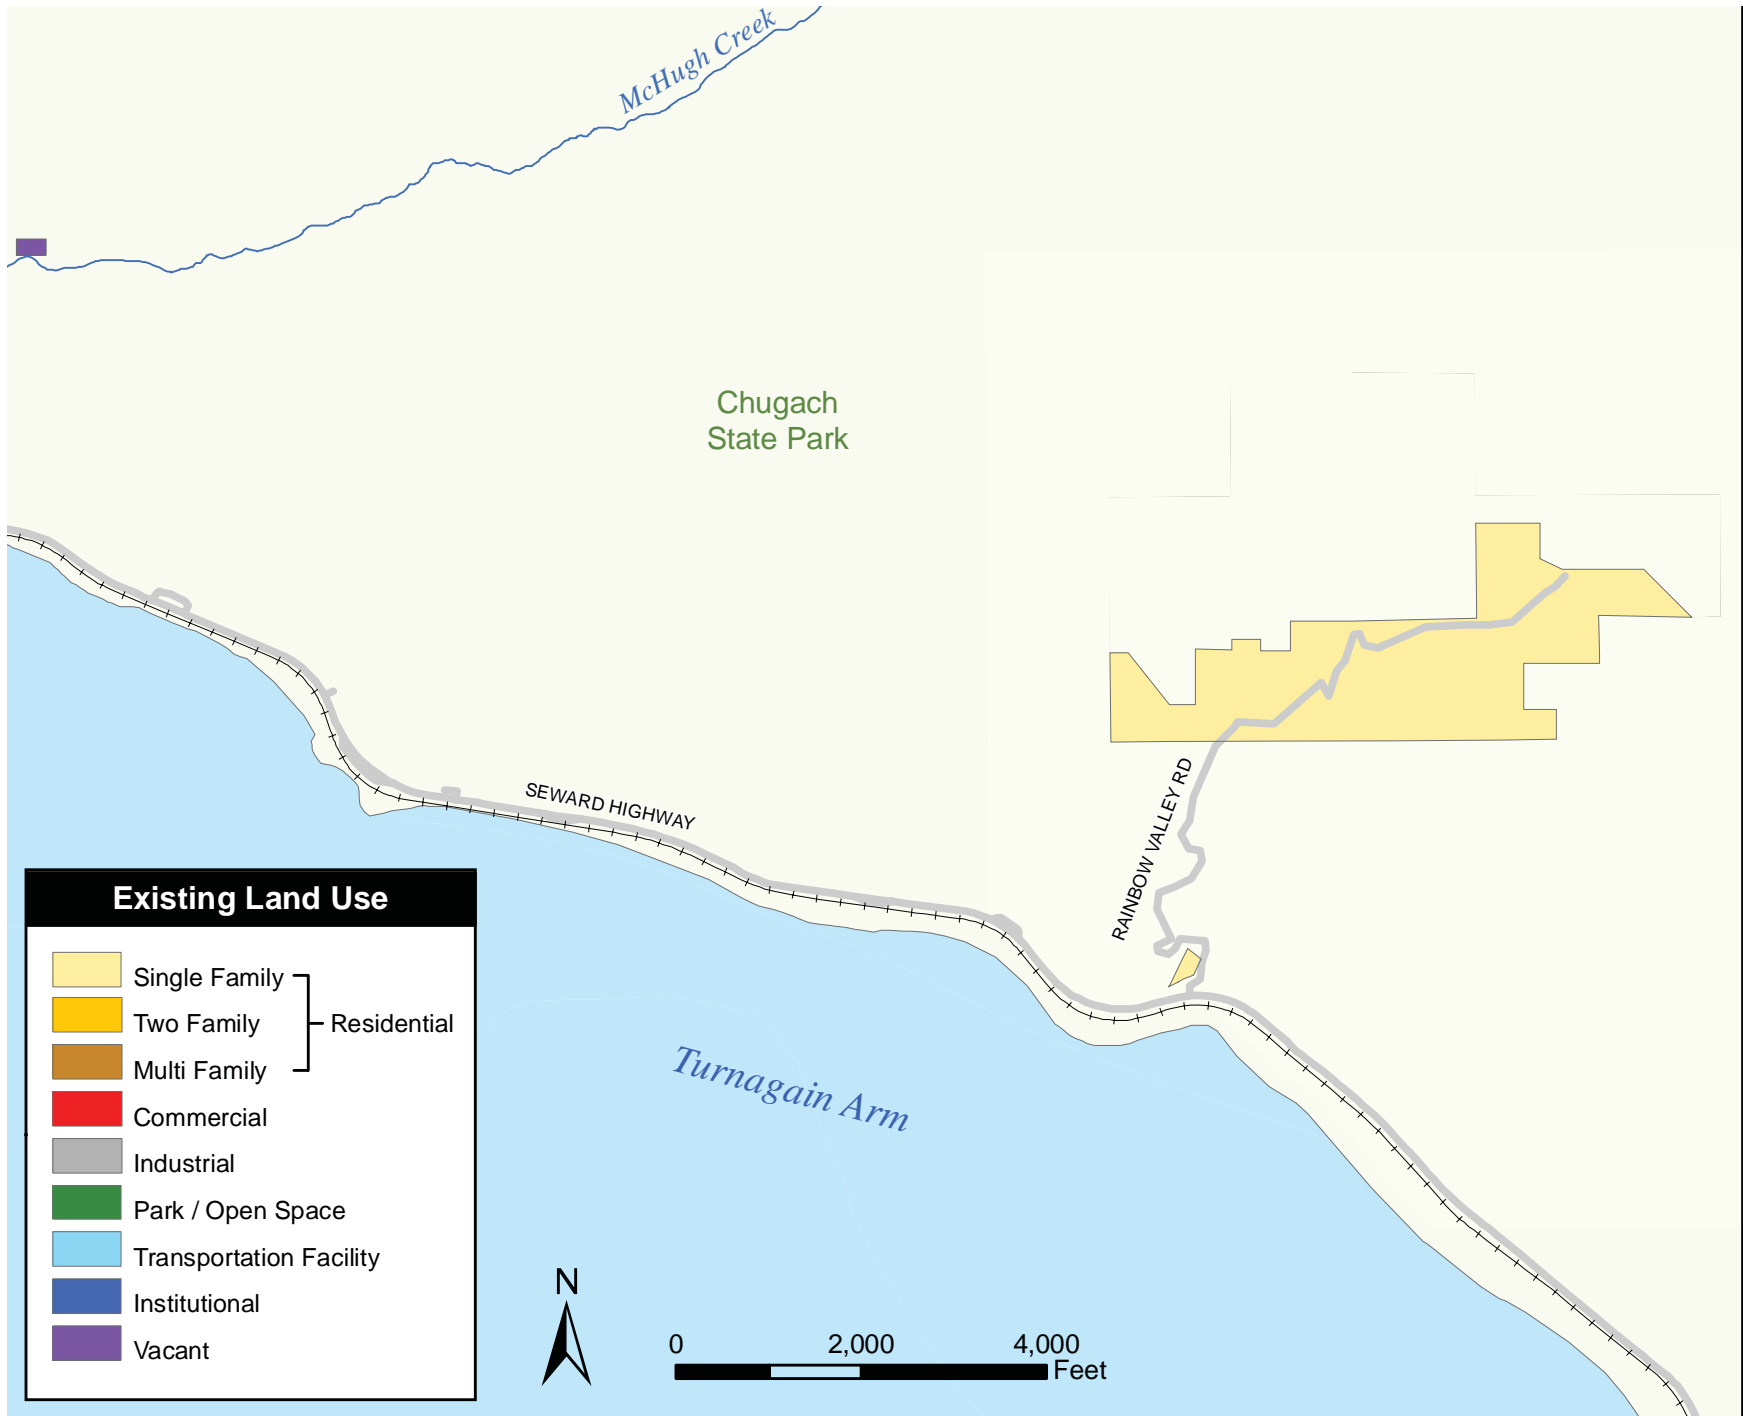 McHugh Creek
Chugach
State Park
SEWARD HIGHWAY
RAINBOW VALLEY RD
Turnagain Arm
Existing Land Use
Single Family
Two Family
Multi Family
Residential
Commercial
Industrial
Park / Open Space
Transportation Facility
Institutional
Vacant
N
0 2,000 4,000
Feet